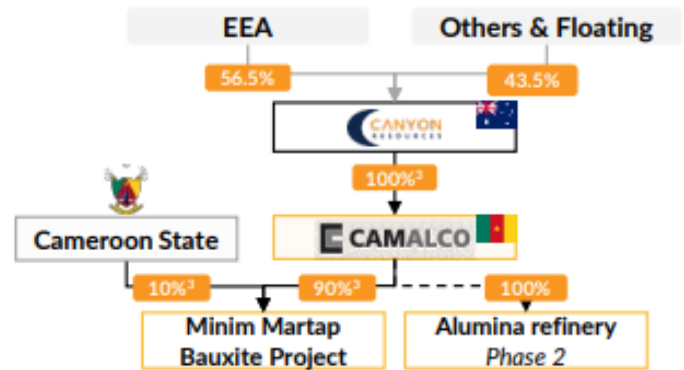 EEA
Others & Floating
56.5%
43.5%
CANYON
RESOURCES
100%³
Cameroon State
CAMALCO
10%³
90%³
100%
Minim Martap
Bauxite Project
Alumina refinery
Phase 2